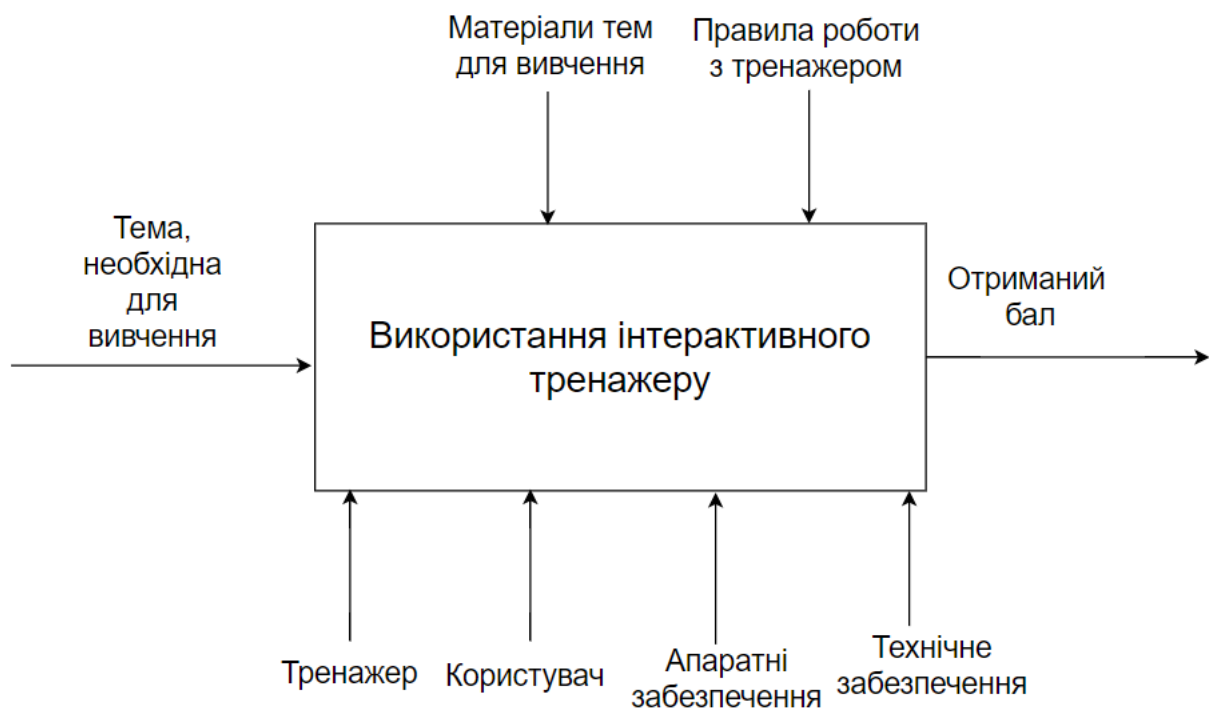 Матеріали тем
для вивчення
Правила роботи
з тренажером
Тема,
необхідна
для
вивчення
Використання інтерактивного
тренажеру
Отриманий
бал
Тренажер
Користувач
Апаратні
забезпечення
Технічне
забезпечення